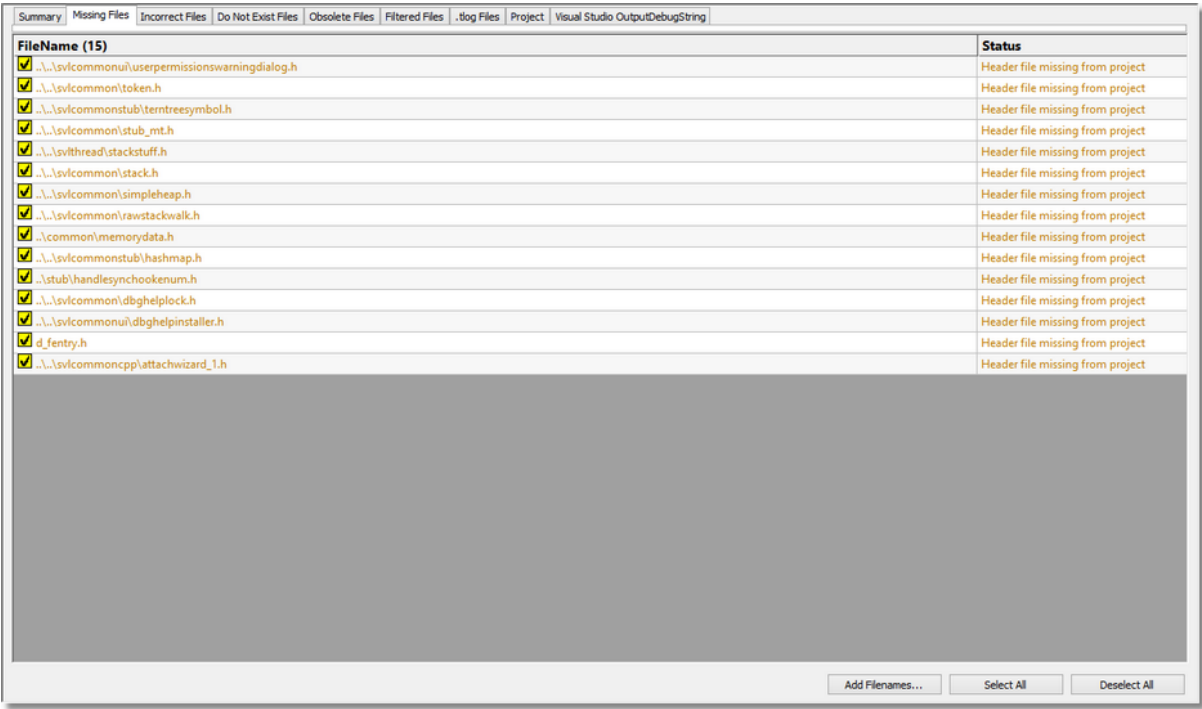 Summary Missing Files Incorrect Files Do Not Exist Files Obsolete Files Filtered Files .tlog Files Project Visual Studio OutputDebugString
FileName (15) Status
..\..\svlcommonui\userpermissionswarningdialog.h Header file missing from project
..\..\svlcommon\token.h Header file missing from project
..\..\svlcommonstub\terntreesymbol.h Header file missing from project
..\..\svlcommon\stub_mt.h Header file missing from project
..\..\svlthread\stackstuff.h Header file missing from project
..\..\svlcommon\stack.h Header file missing from project
..\..\svlcommon\simpleheap.h Header file missing from project
..\..\svlcommon\rawstackwalk.h Header file missing from project
..\common\memorydata.h Header file missing from project
..\..\svlcommonstub\hashmap.h Header file missing from project
..\stub\handlesynchookenum.h Header file missing from project
..\..\svlcommon\dbghelplock.h Header file missing from project
..\..\svlcommonui\dbghelpinstaller.h Header file missing from project
d_fentry.h Header file missing from project
..\..\svlcommoncpp\attachwizard_1.h Header file missing from project
Add Filenames... Select All Deselect All